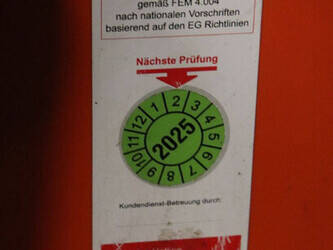 gemäß FEM 4.004
nach nationalen Vorschriften
basierend auf den EG Richtlinien
Nächste Prüfung
1 2 3 4 5 6 7 8 9 10 11 12
2025
Kundendienst-Betreuung durch: